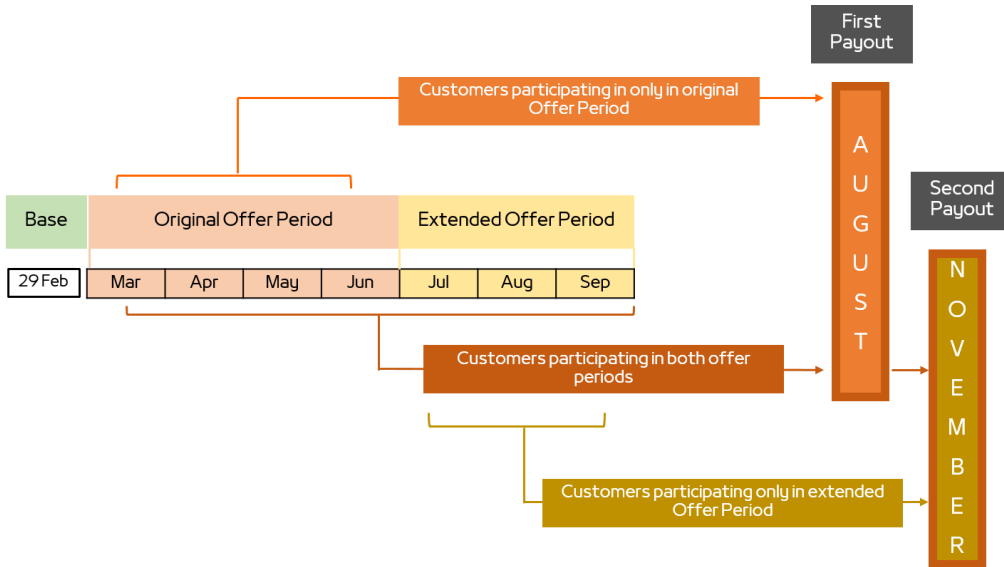 First
Payout
Customers participating in only in original
Offer Period
A
U
G
U
S
T
Second
Payout
Base
Original Offer Period
Extended Offer Period
29 Feb
Mar
Apr
May
Jun
Jul
Aug
Sep
N
O
V
E
M
B
E
R
Customers participating in both offer
periods
Customers participating only in extended
Offer Period